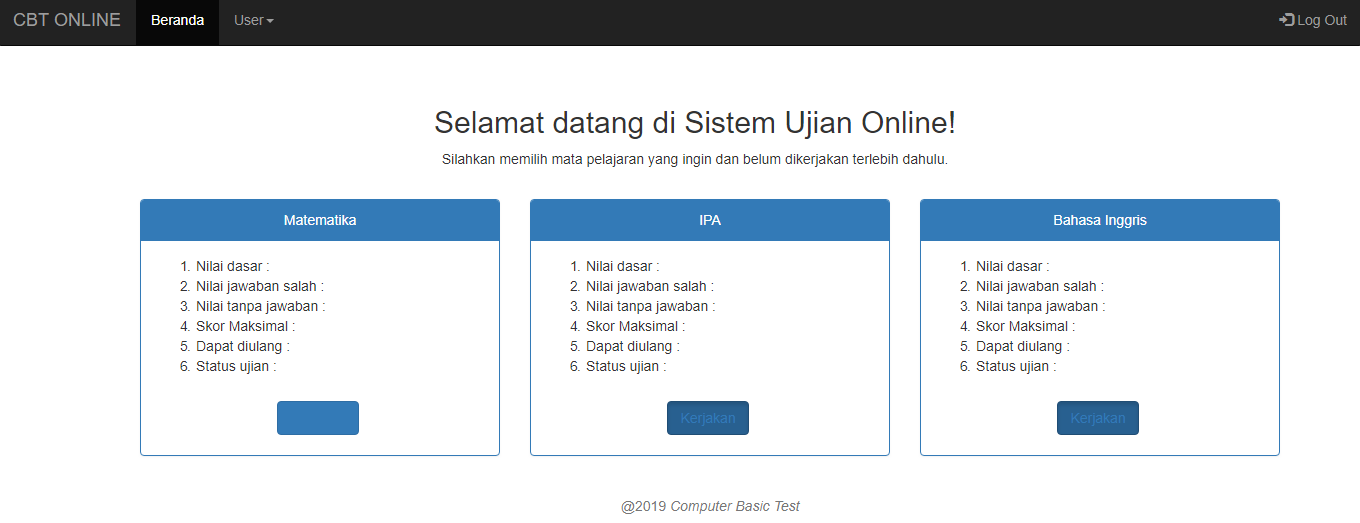 CBT ONLINE Beranda User Log Out
Selamat datang di Sistem Ujian Online!
Silahkan memilih mata pelajaran yang ingin dan belum dikerjakan terlebih dahulu.
Matematika
1. Nilai dasar :
2. Nilai jawaban salah :
3. Nilai tanpa jawaban :
4. Skor Maksimal :
5. Dapat diulang :
6. Status ujian :
IPA
1. Nilai dasar :
2. Nilai jawaban salah :
3. Nilai tanpa jawaban :
4. Skor Maksimal :
5. Dapat diulang :
6. Status ujian :
Kerjakan
Bahasa Inggris
1. Nilai dasar :
2. Nilai jawaban salah :
3. Nilai tanpa jawaban :
4. Skor Maksimal :
5. Dapat diulang :
6. Status ujian :
Kerjakan
@2019 Computer Basic Test